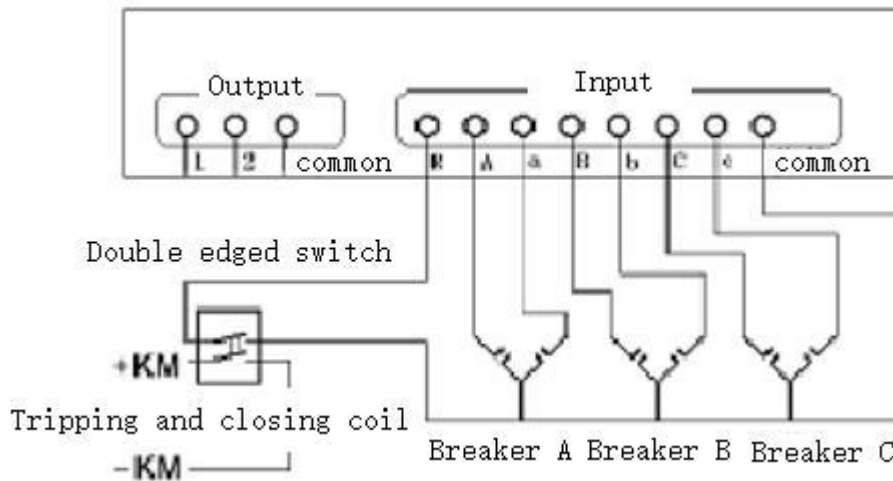 Output
Input
1 2 common
R A a B b C c common
Double edged switch
+KM
Tripping and closing coil
-KM
Breaker A Breaker B Breaker C